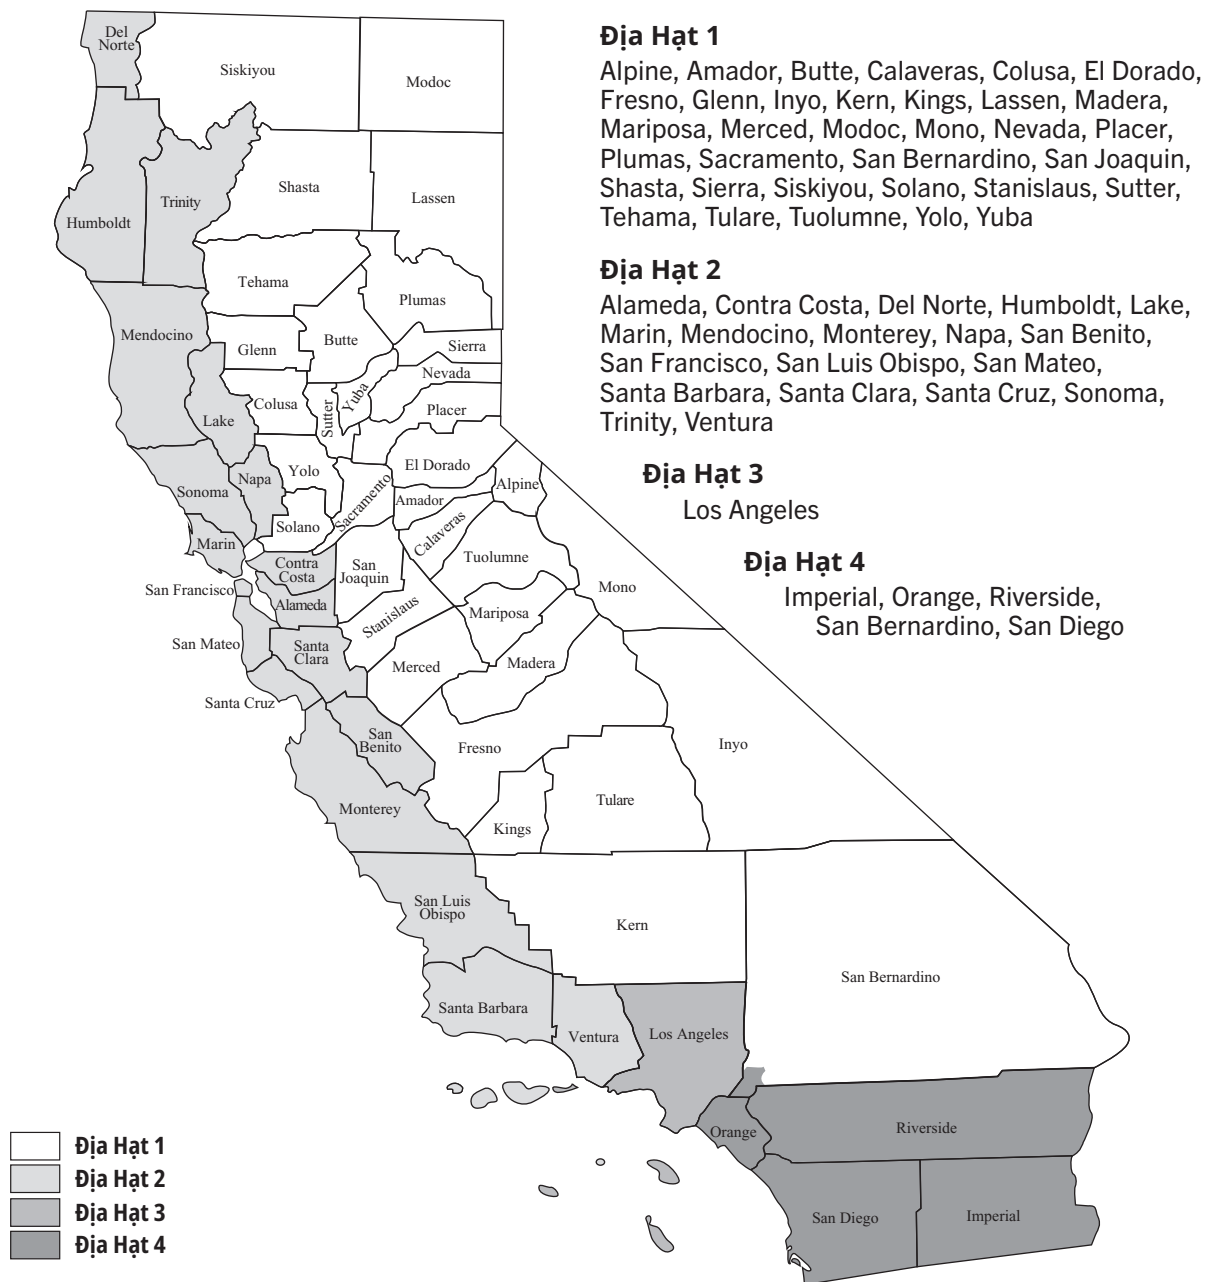 Địa Hạt 1
Alpine, Amador, Butte, Calaveras, Colusa, El Dorado,
Fresno, Glenn, Inyo, Kern, Kings, Lassen, Madera,
Mariposa, Merced, Modoc, Mono, Nevada, Placer,
Plumas, Sacramento, San Bernardino, San Joaquin,
Shasta, Sierra, Siskiyou, Solano, Stanislaus, Sutter,
Tehama, Tulare, Tuolumne, Yolo, Yuba
Địa Hạt 2
Alameda, Contra Costa, Del Norte, Humboldt, Lake,
Marin, Mendocino, Monterey, Napa, San Benito,
San Francisco, San Luis Obispo, San Mateo,
Santa Barbara, Santa Clara, Santa Cruz, Sonoma,
Trinity, Ventura
Địa Hạt 3
Los Angeles
Địa Hạt 4
Imperial, Orange, Riverside,
San Bernardino, San Diego
Del
Norte
Siskiyou
Modoc
Humboldt
Trinity
Shasta
Lassen
Tehama
Plumas
Mendocino
Glenn
Butte
Sierra
Nevada
Colusa
Sutter
Yuba
Placer
Lake
El Dorado
Yolo
Napa
Sonoma
Sacramento
Alpine
Amador
Solano
Calaveras
Marin
Contra
Costa
San
Joaquin
Tuolumne
Mono
San Francisco
Alameda
Stanislaus
Mariposa
San Mateo
Santa
Clara
Merced
Madera
Santa Cruz
San
Benito
Fresno
Inyo
Monterey
Kings
Tulare
San Luis
Obispo
Kern
San Bernardino
Santa Barbara
Ventura
Los Angeles
Orange
Riverside
San Diego
Imperial
Địa Hạt 1
Địa Hạt 2
Địa Hạt 3
Địa Hạt 4